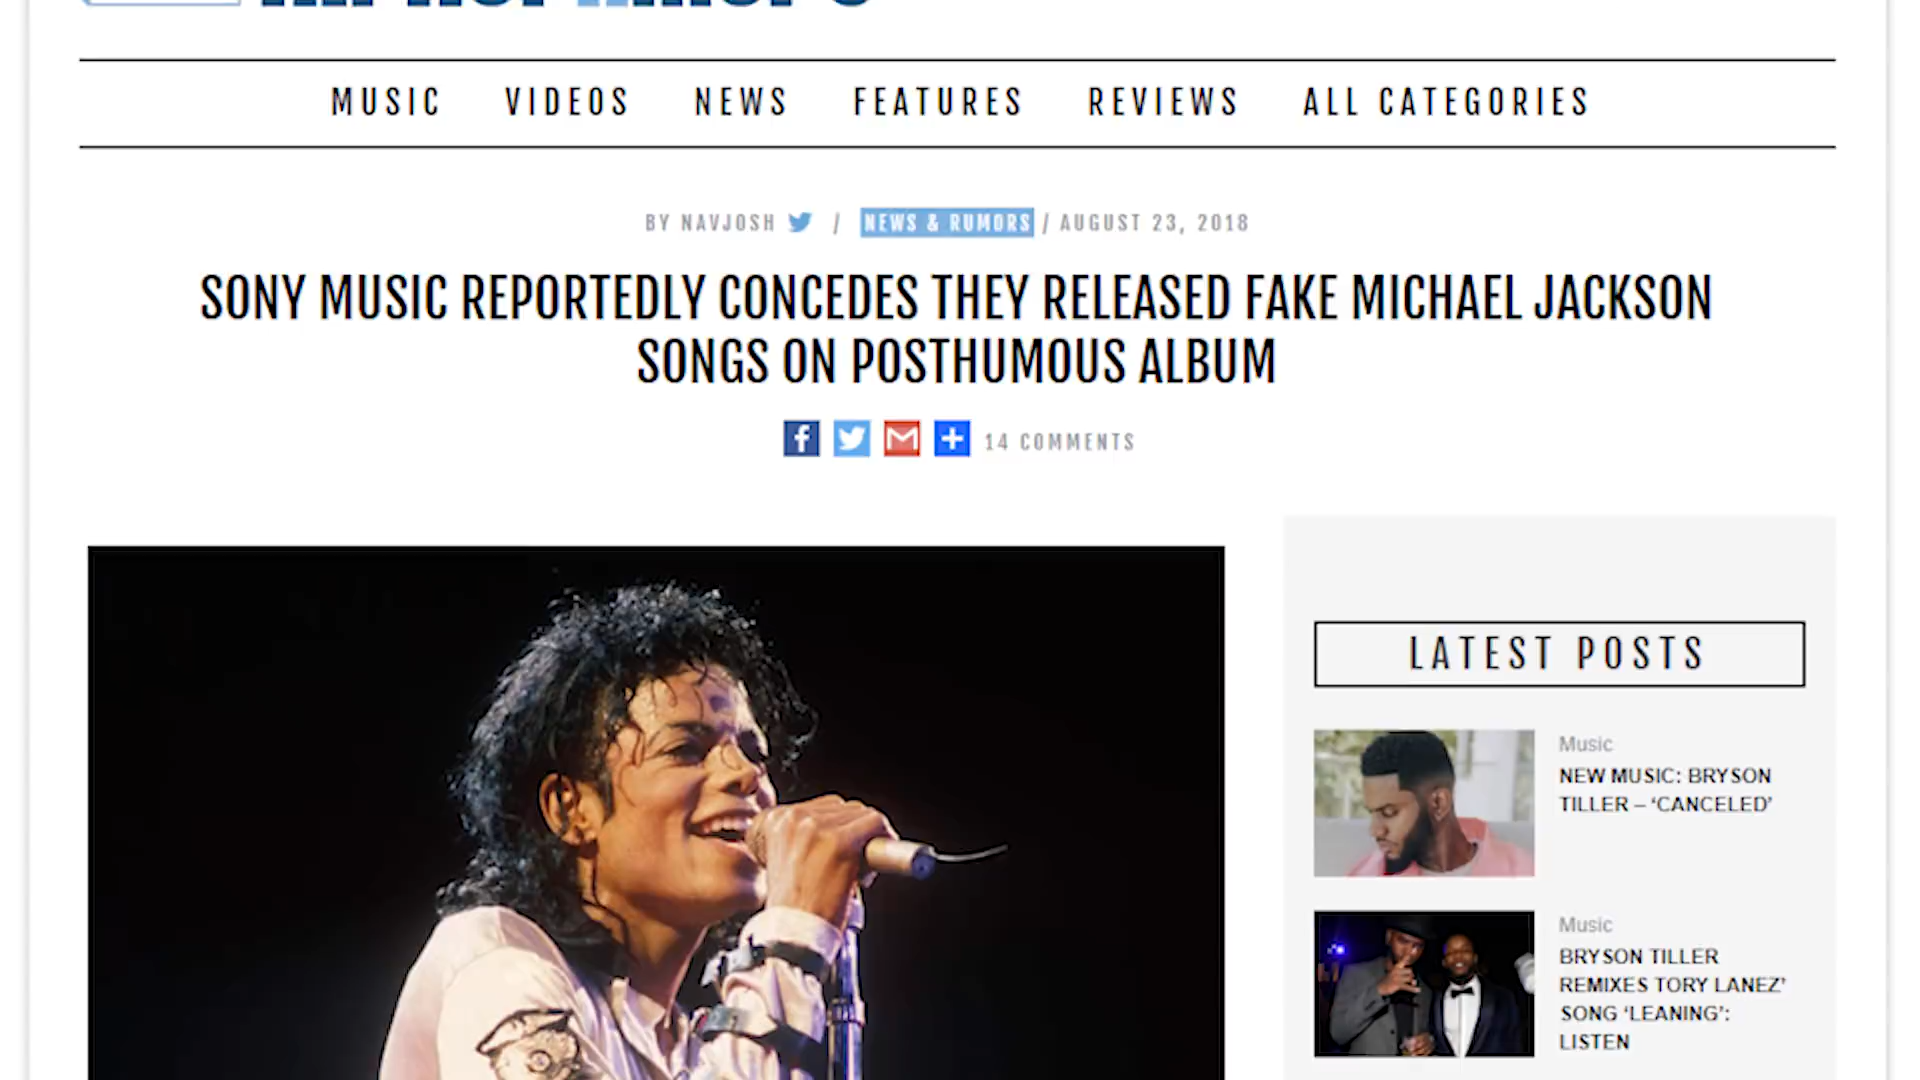 MUSIC VIDEOS NEWS FEATURES REVIEWS ALL CATEGORIES
BY NAVJOSH / NEWS & RUMORS / AUGUST 23, 2018
SONY MUSIC REPORTEDLY CONCEDES THEY RELEASED FAKE MICHAEL JACKSON
SONGS ON POSTHUMOUS ALBUM
14 COMMENTS
LATEST POSTS
Music
NEW MUSIC: BRYSON
TILLER – ‘CANCELED’
Music
BRYSON TILLER
REMIXES TORY LANEZ’
SONG ‘LEANING’:
LISTEN